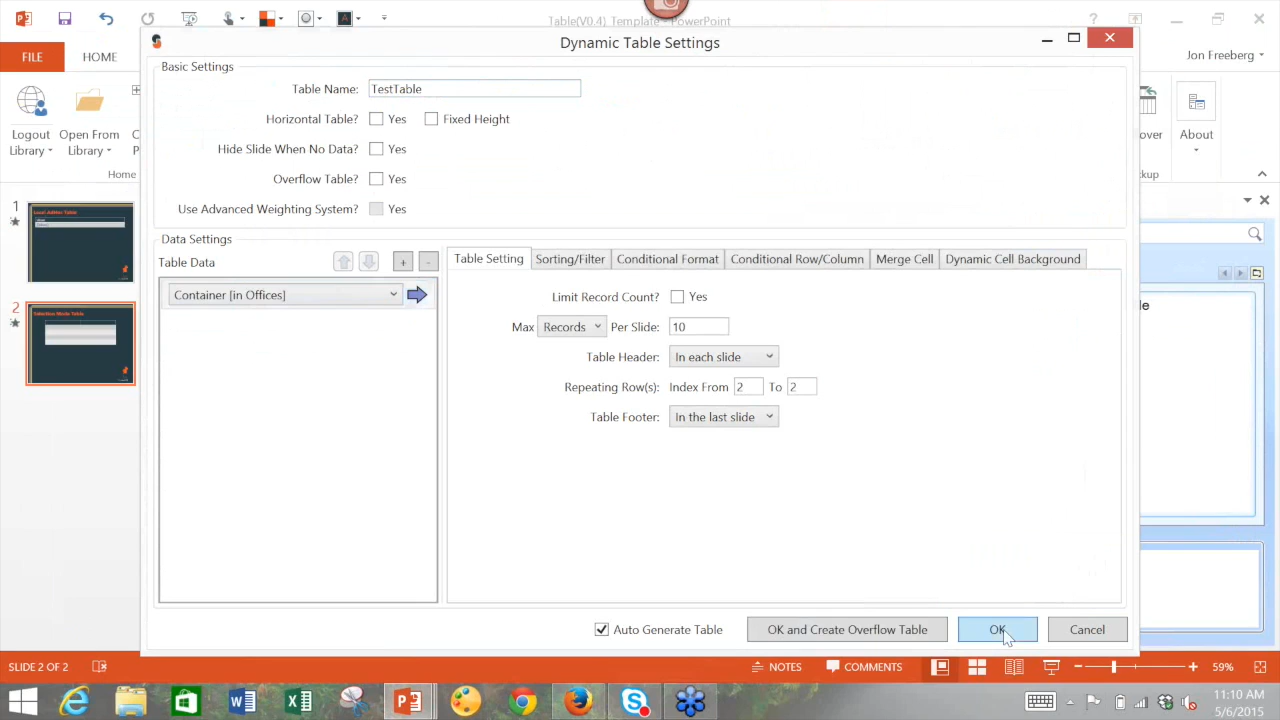 Table(V0.4) Template - PowerPoint
FILE
HOME
Jon Freeberg
Logout Library
Open From Library
About
Home
Dynamic Table Settings
Basic Settings
Table Name: TestTable
Horizontal Table? Yes Fixed Height
Hide Slide When No Data? Yes
Overflow Table? Yes
Use Advanced Weighting System? Yes
Data Settings
Table Data
+ -
Container [in Offices]
Table Setting Sorting/Filter Conditional Format Conditional Row/Column Merge Cell Dynamic Cell Background
Limit Record Count? Yes
Max Records Per Slide: 10
Table Header: In each slide
Repeating Row(s): Index From 2 To 2
Table Footer: In the last slide
Auto Generate Table
OK and Create Overflow Table
OK
Cancel
1
2
SLIDE 2 OF 2
NOTES
COMMENTS
59%
11:10 AM
5/6/2015